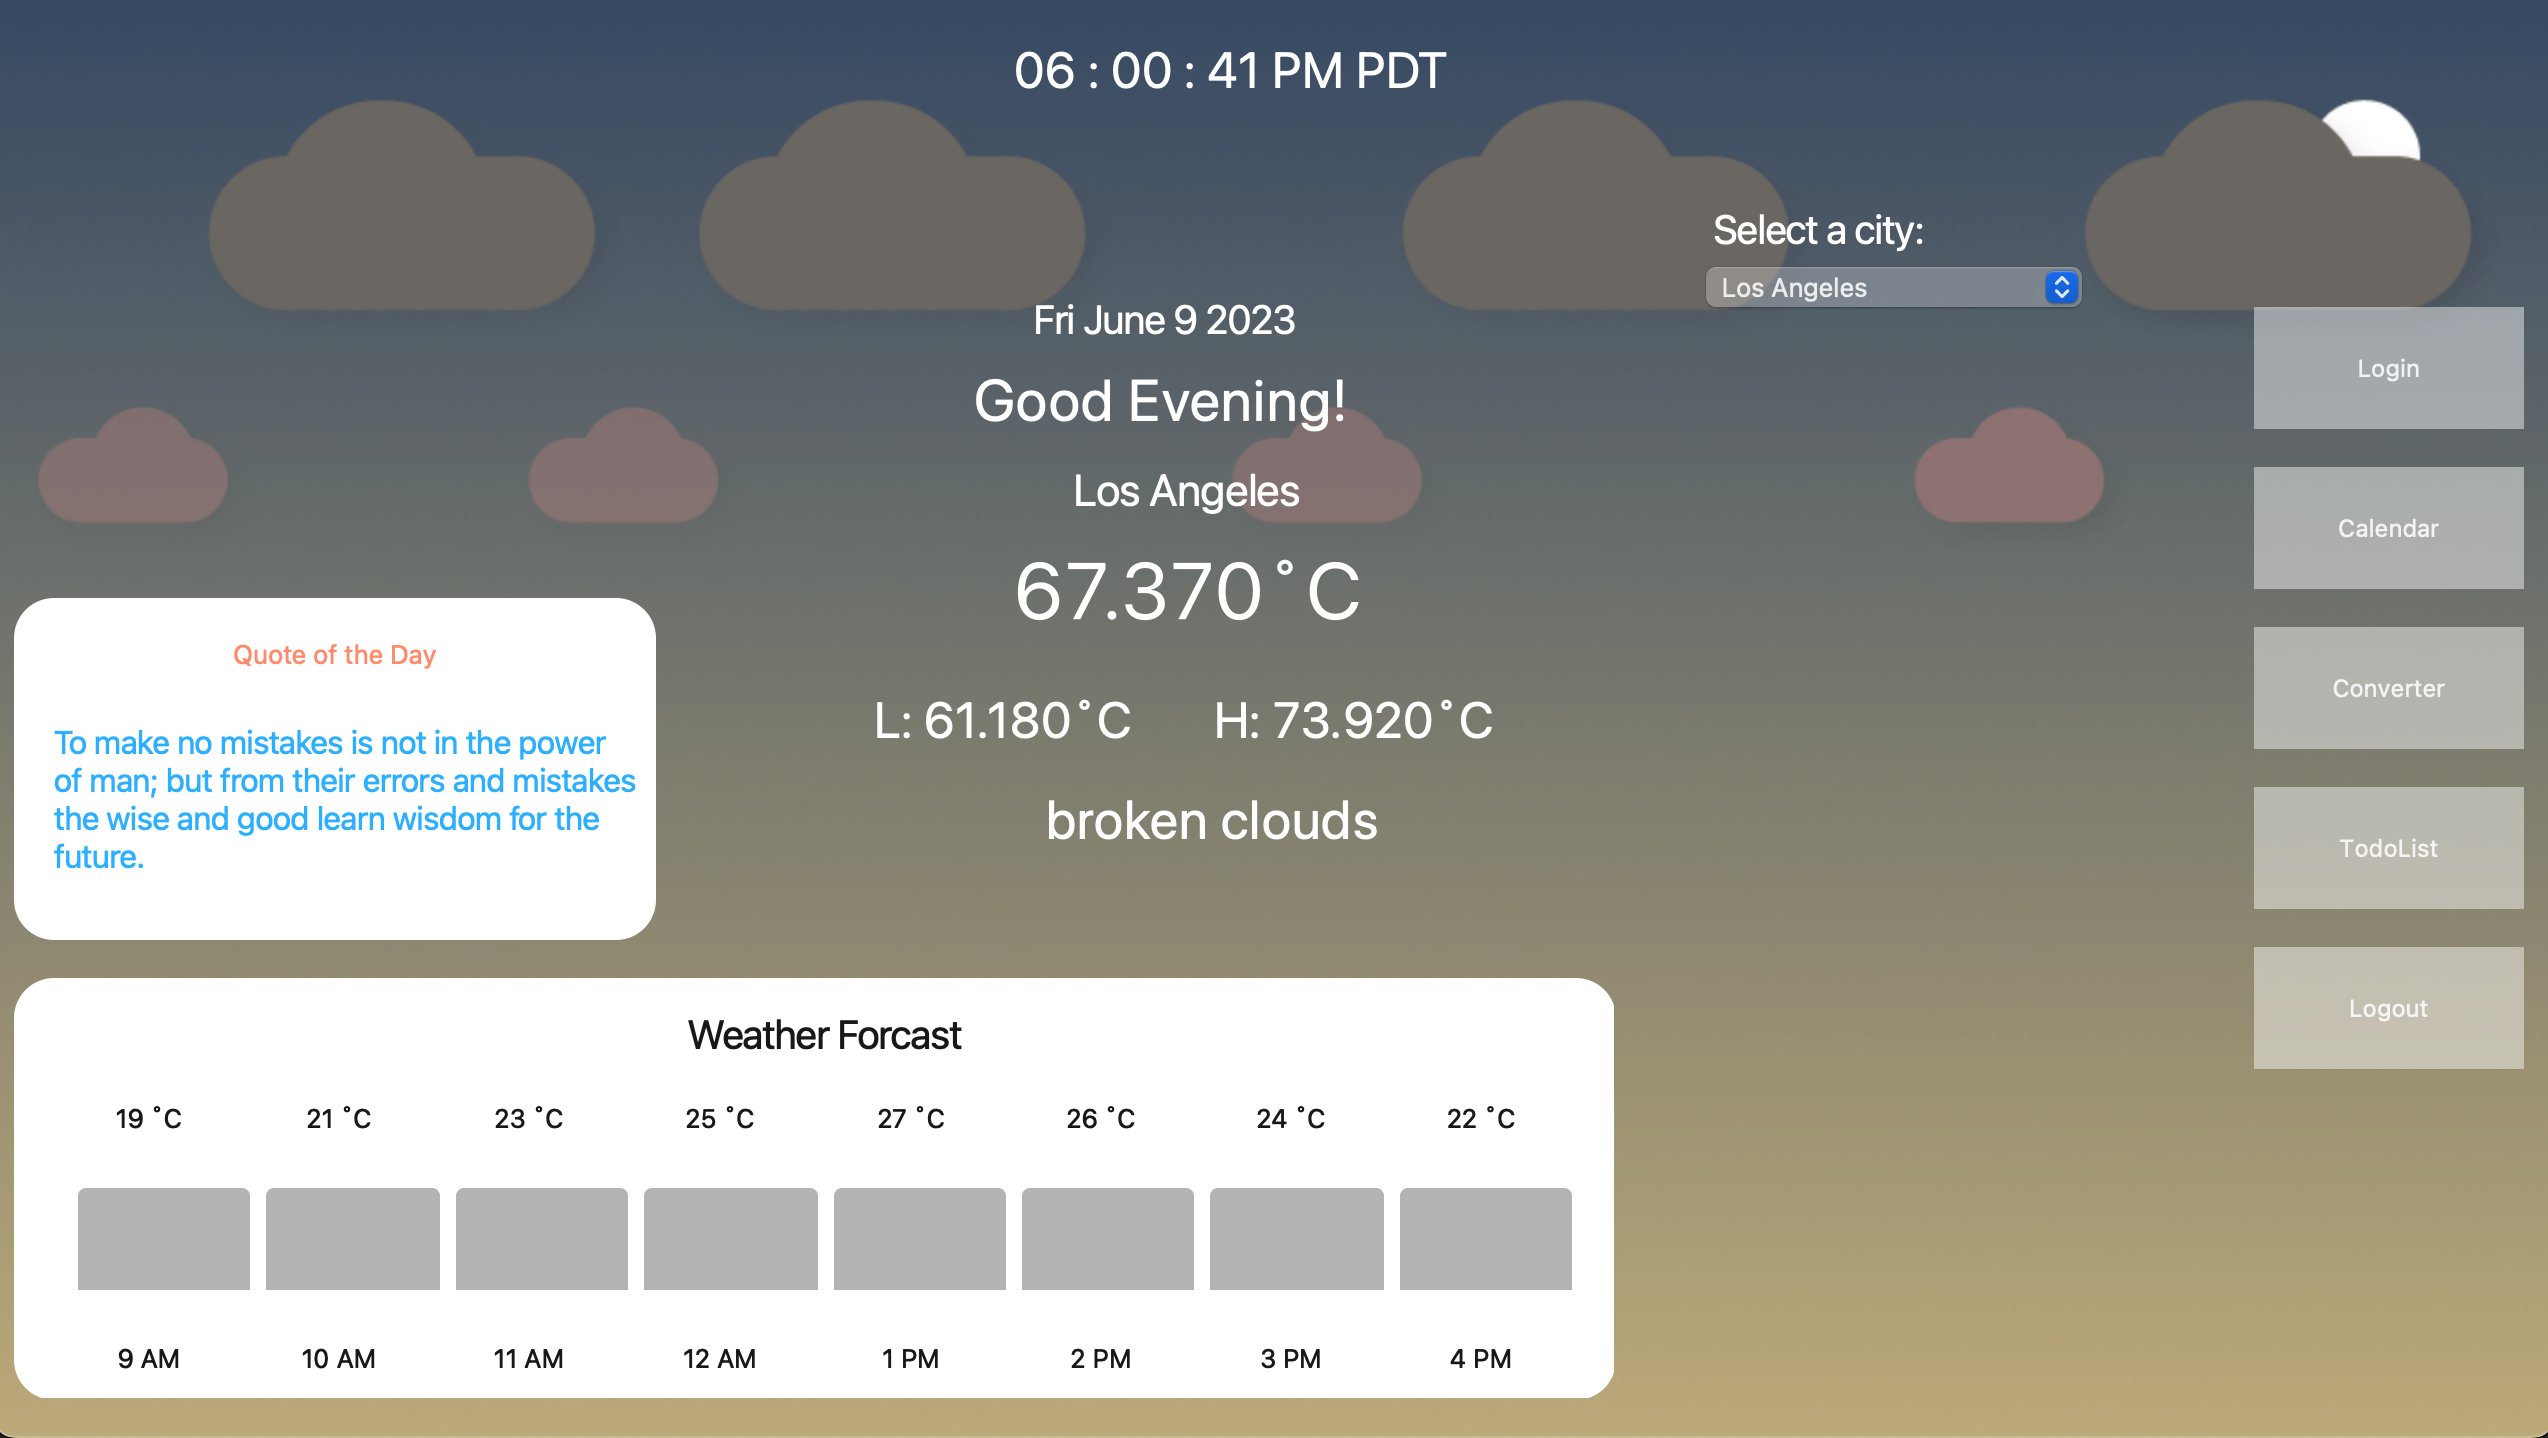 06 : 00 : 41 PM PDT
Select a city:
Los Angeles
Fri June 9 2023
Good Evening!
Los Angeles
67.370˚C
L: 61.180˚C H: 73.920˚C
broken clouds
Login
Calendar
Converter
TodoList
Logout
Quote of the Day
To make no mistakes is not in the power
of man; but from their errors and mistakes
the wise and good learn wisdom for the
future.
Weather Forcast
19 ˚C 21 ˚C 23 ˚C 25 ˚C 27 ˚C 26 ˚C 24 ˚C 22 ˚C
9 AM 10 AM 11 AM 12 AM 1 PM 2 PM 3 PM 4 PM